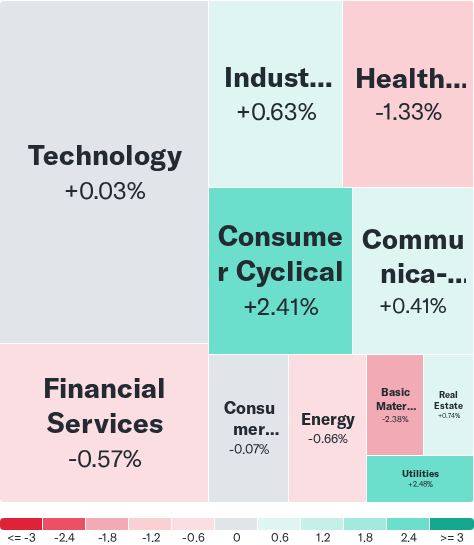 Technology
+0.03%
Indust...
+0.63%
Health...
-1.33%
Consume
r Cyclical
+2.41%
Commu
nica-...
+0.41%
Financial
Services
-0.57%
Consu
mer...
-0.07%
Energy
-0.66%
Basic
Mater...
-2.38%
Real
Estate
+0.74%
Utilities
+2.48%
<= -3 -2.4 -1.8 -1.2 -0.6 0 0.6 1.2 1.8 2.4 >= 3